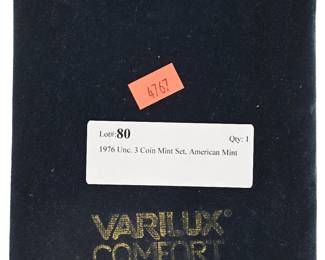 4767
Lot#: 80 Qty: 1
1976 Unc. 3 Coin Mint Set, American Mint
VARILUX®
COMFORT